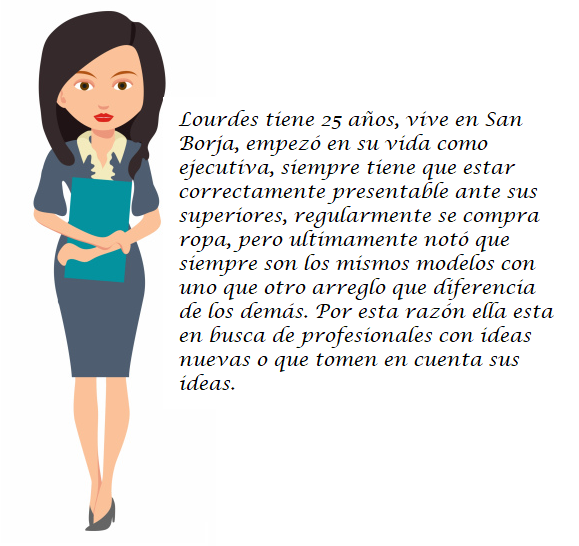 Lourdes tiene 25 años, vive en San
Borja, empezó en su vida como
ejecutiva, siempre tiene que estar
correctamente presentable ante sus
superiores, regularmente se compra
ropa, pero ultimamente notó que
siempre son los mismos modelos con
uno que otro arreglo que diferencía
de los demás. Por esta razón ella esta
en busca de profesionales con ideas
nuevas o que tomen en cuenta sus
ideas.